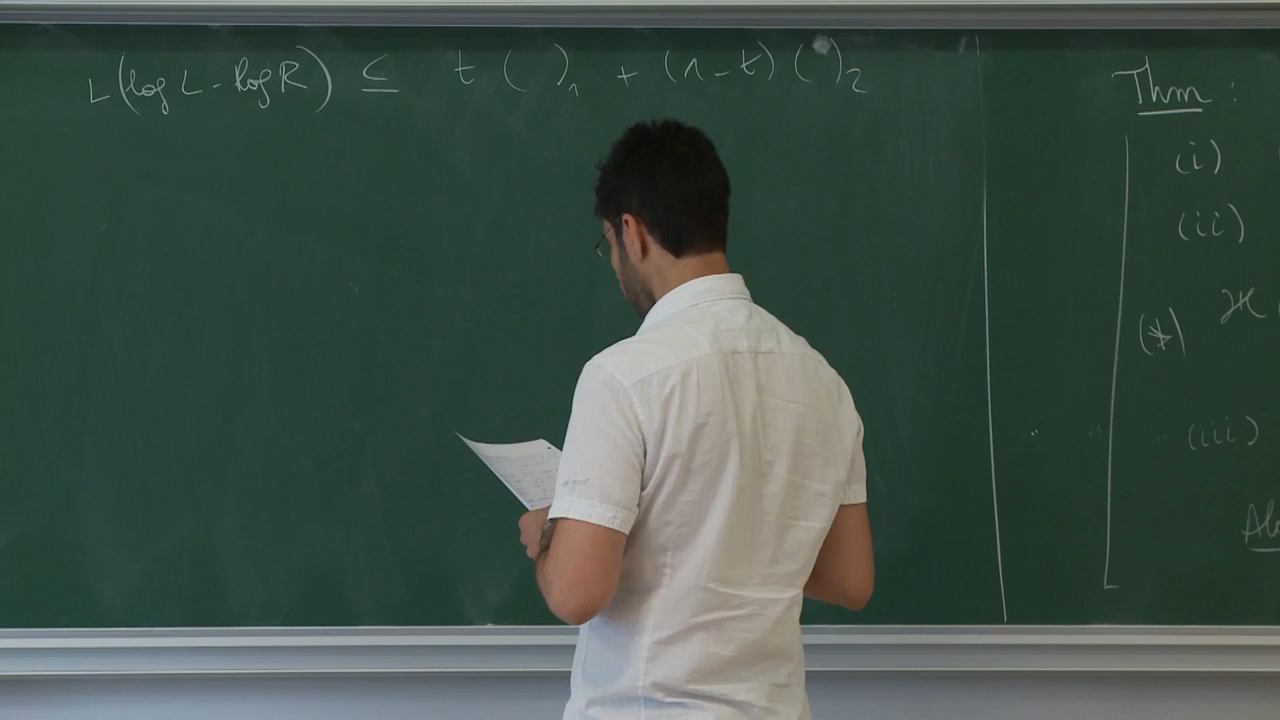 L(log L - log R) ≤ t ( )₁ + (1-t) ( )₂
Thm :
(i)
(ii)
(*) ℋ
(iii)